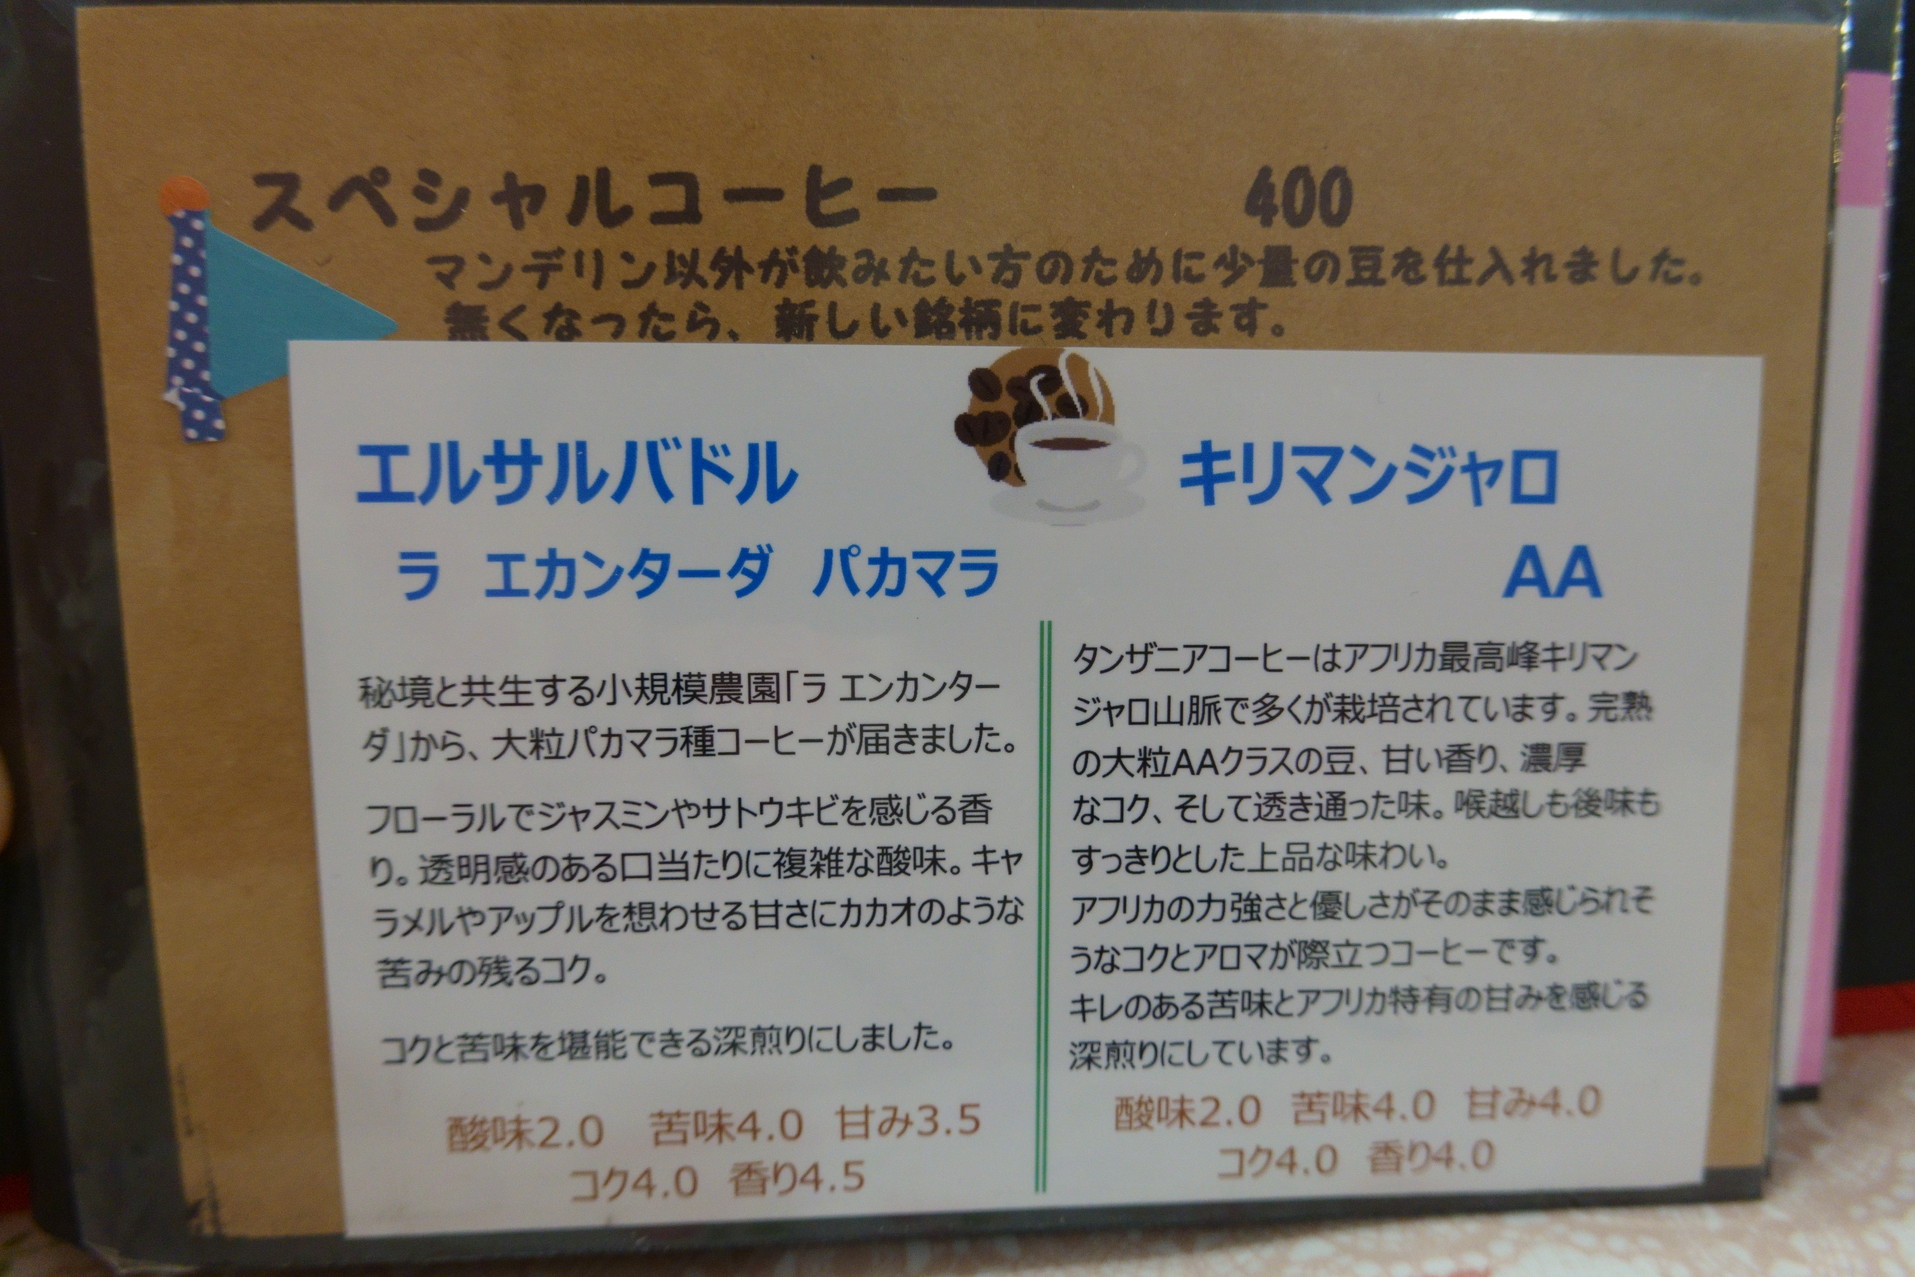 スペシャルコーヒー 400
マンデリン以外が飲みたい方のために少量の豆を仕入れました。
無くなったら、新しい銘柄に変わります。
エルサルバドル
ラ エカンターダ パカマラ
秘境と共生する小規模農園「ラ エンカンター
ダ」から、大粒パカマラ種コーヒーが届きました。
フローラルでジャスミンやサトウキビを感じる香
り。透明感のある口当たりに複雑な酸味。キャ
ラメルやアップルを想わせる甘さにカカオのような
苦みの残るコク。
コクと苦味を堪能できる深煎りにしました。
酸味2.0 苦味4.0 甘み3.5
コク4.0 香り4.5
キリマンジャロ
AA
タンザニアコーヒーはアフリカ最高峰キリマン
ジャロ山脈で多くが栽培されています。完熟
の大粒AAクラスの豆、甘い香り、濃厚
なコク、そして透き通った味。喉越しも後味も
すっきりとした上品な味わい。
アフリカの力強さと優しさがそのまま感じられそ
うなコクとアロマが際立つコーヒーです。
キレのある苦味とアフリカ特有の甘みを感じる
深煎りにしています。
酸味2.0 苦味4.0 甘み4.0
コク4.0 香り4.0